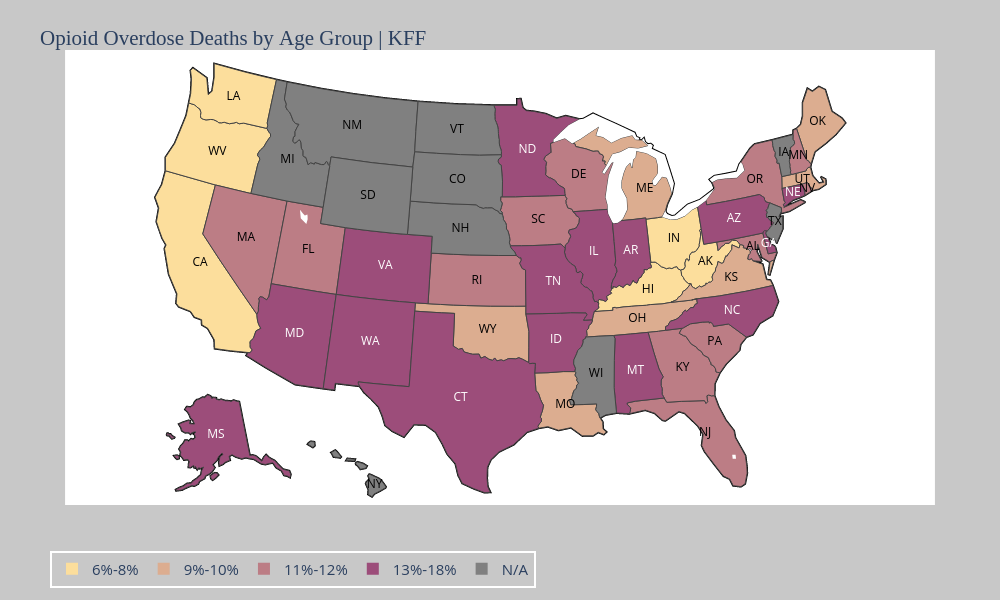 Opioid Overdose Deaths by Age Group | KFF
LA
OK
NM
VT
ND
WV
MI
IA
MN
CO
DE
OR
UT
SD
ME
NV
NE
SC
AZ
TX
NH
MA
IN
GA
FL
AL
IL
AR
CA
VA
AK
KS
RI
TN
HI
NC
OH
WY
MD
WA
ID
PA
KY
MT
WI
CT
MO
MS
NJ
NY
6%-8% 9%-10% 11%-12% 13%-18% N/A